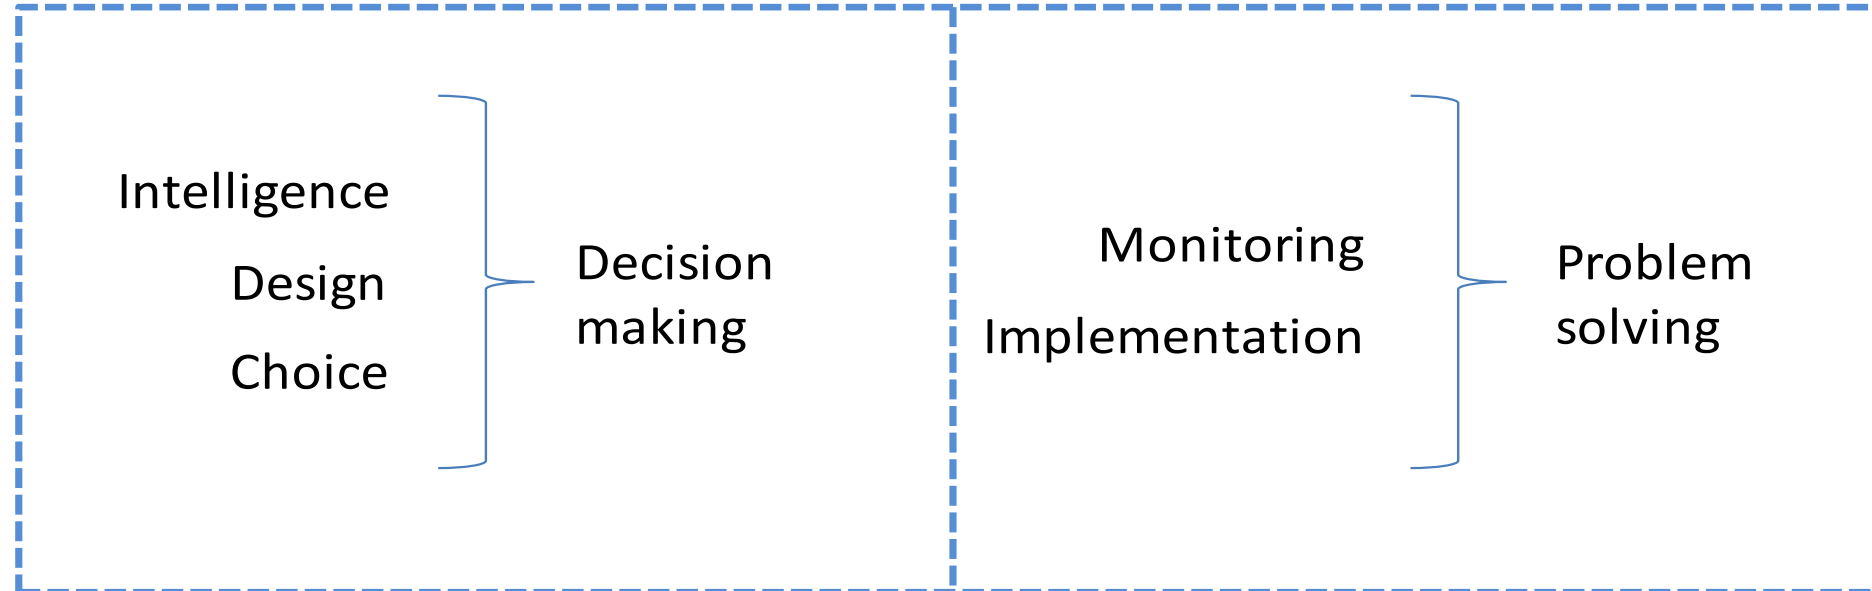 Intelligence
Design
Choice
Decision
making
Monitoring
Implementation
Problem
solving